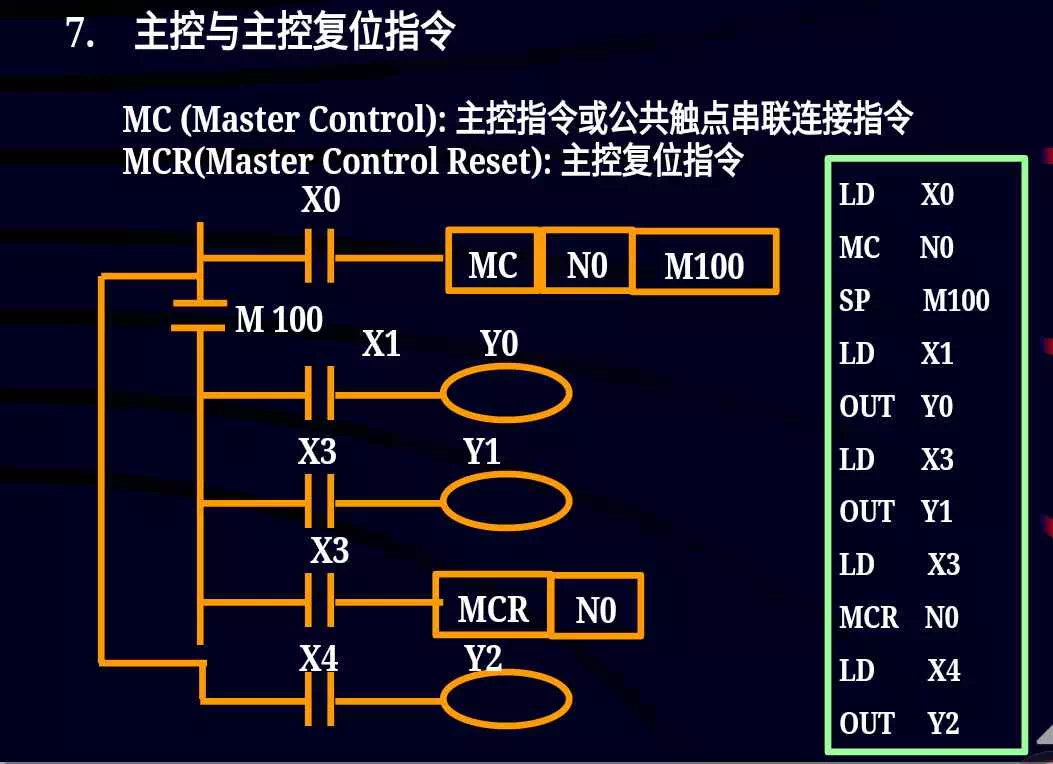 7. 主控与主控复位指令
MC (Master Control): 主控指令或公共触点串联连接指令
MCR(Master Control Reset): 主控复位指令
X0
MC N0 M100
M 100
X1 Y0
X3 Y1
X3
MCR N0
X4 Y2
LD X0
MC N0
SP M100
LD X1
OUT Y0
LD X3
OUT Y1
LD X3
MCR N0
LD X4
OUT Y2